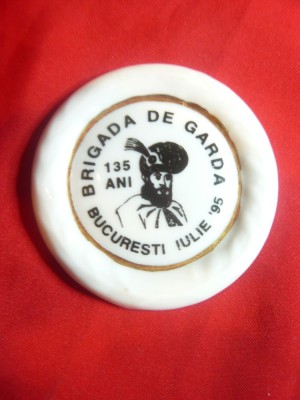 BRIGADA DE GARDA
135
ANI
BUCURESTI IULIE '95